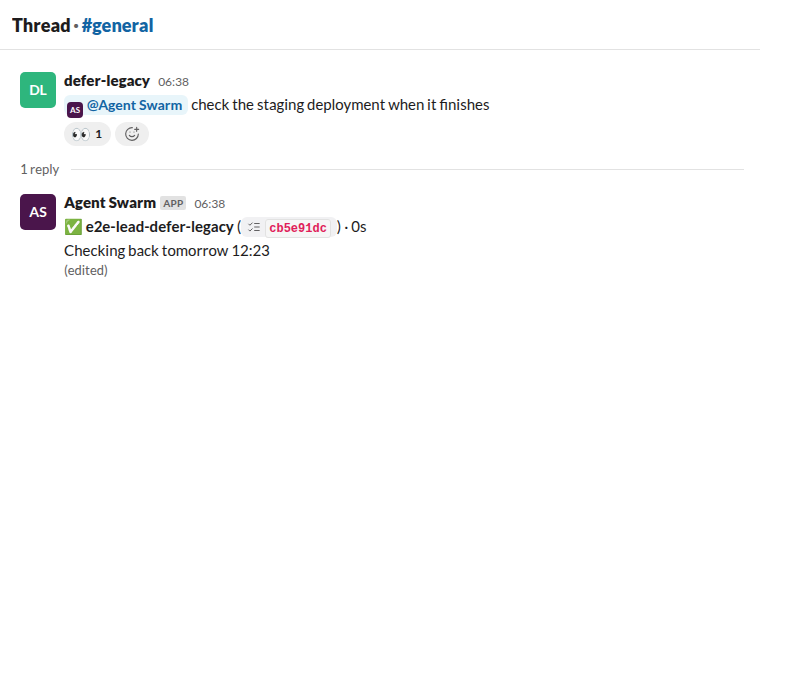 Thread • #general
DL
defer-legacy 06:38
AS @Agent Swarm check the staging deployment when it finishes
1
1 reply
AS
Agent Swarm APP 06:38
e2e-lead-defer-legacy ( cb5e91dc ) · 0s
Checking back tomorrow 12:23
(edited)